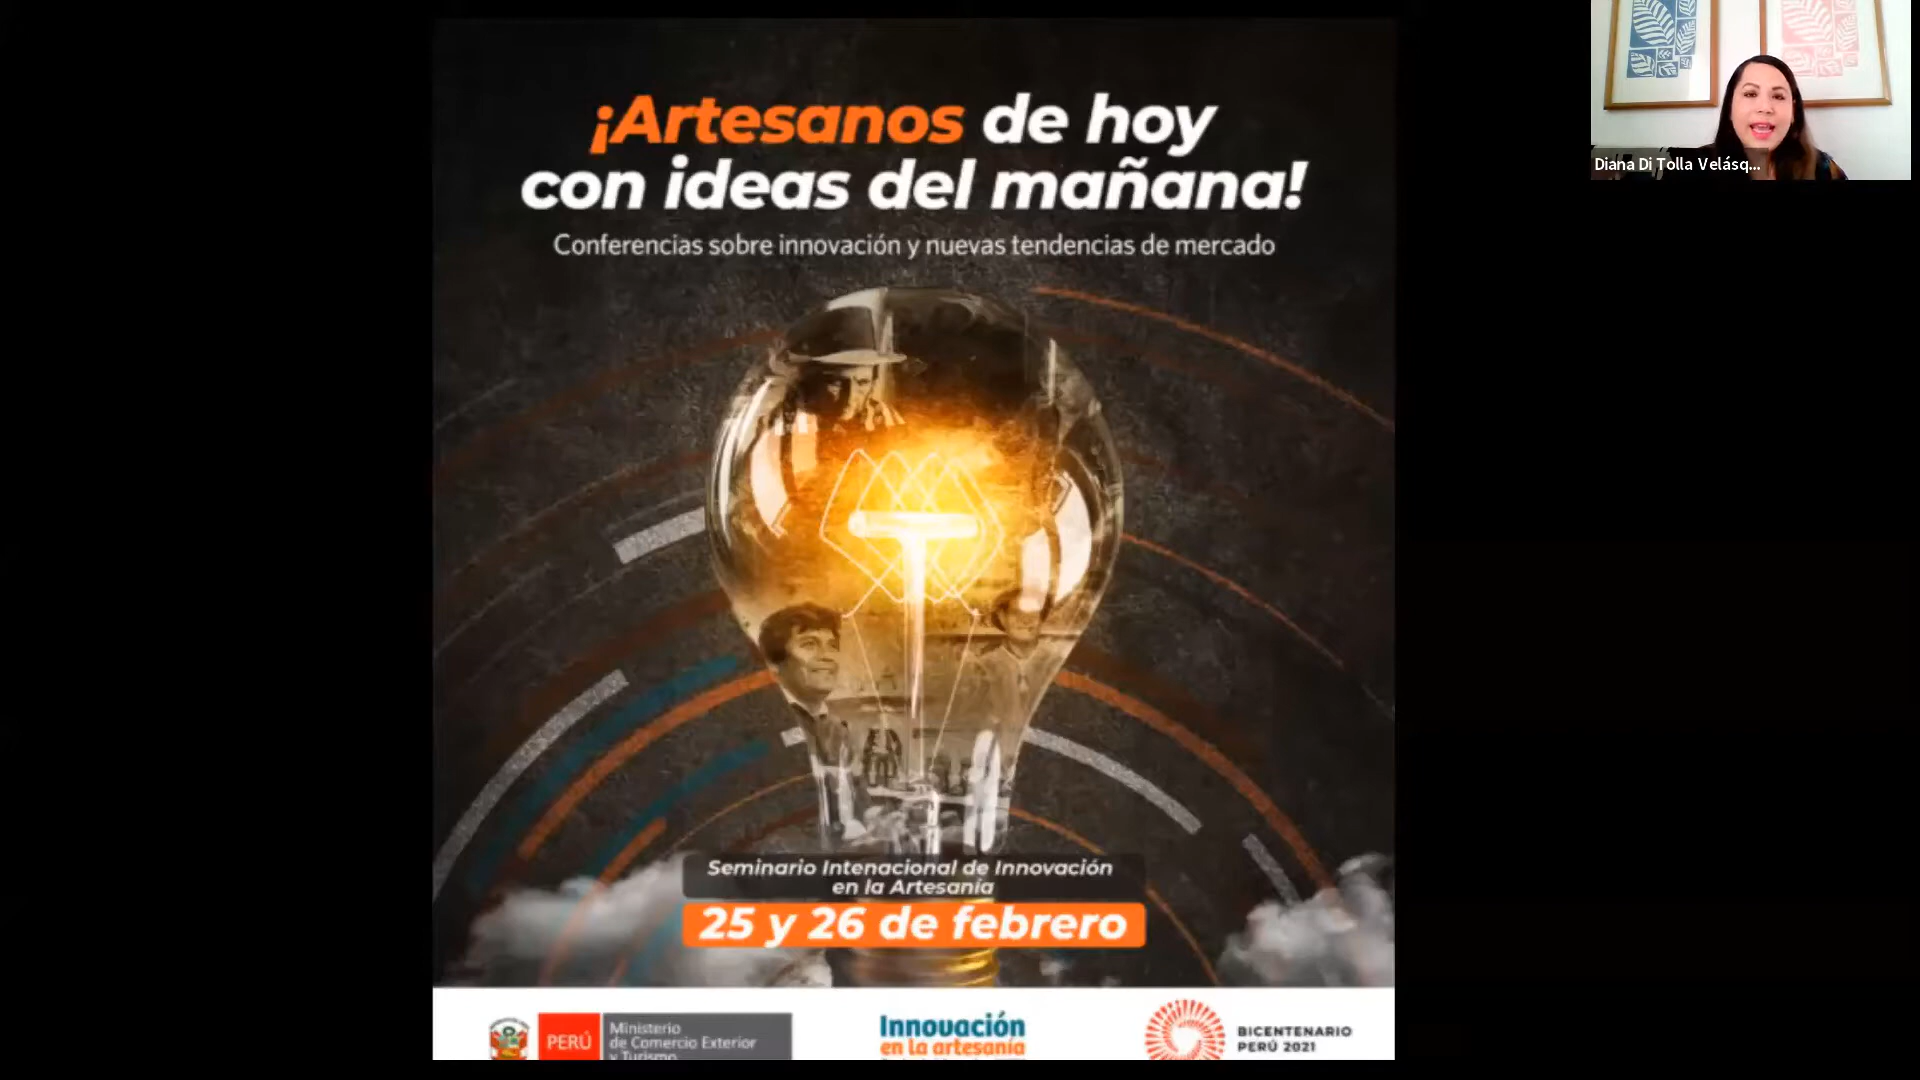 ¡Artesanos de hoy
con ideas del mañana!
Conferencias sobre innovación y nuevas tendencias de mercado
Seminario Intenacional de Innovación
en la Artesanía
25 y 26 de febrero
PERÚ
Ministerio
de Comercio Exterior
y Turismo
Innovación
en la artesanía
BICENTENARIO
PERÚ 2021
Diana Di Tolla Velásq...